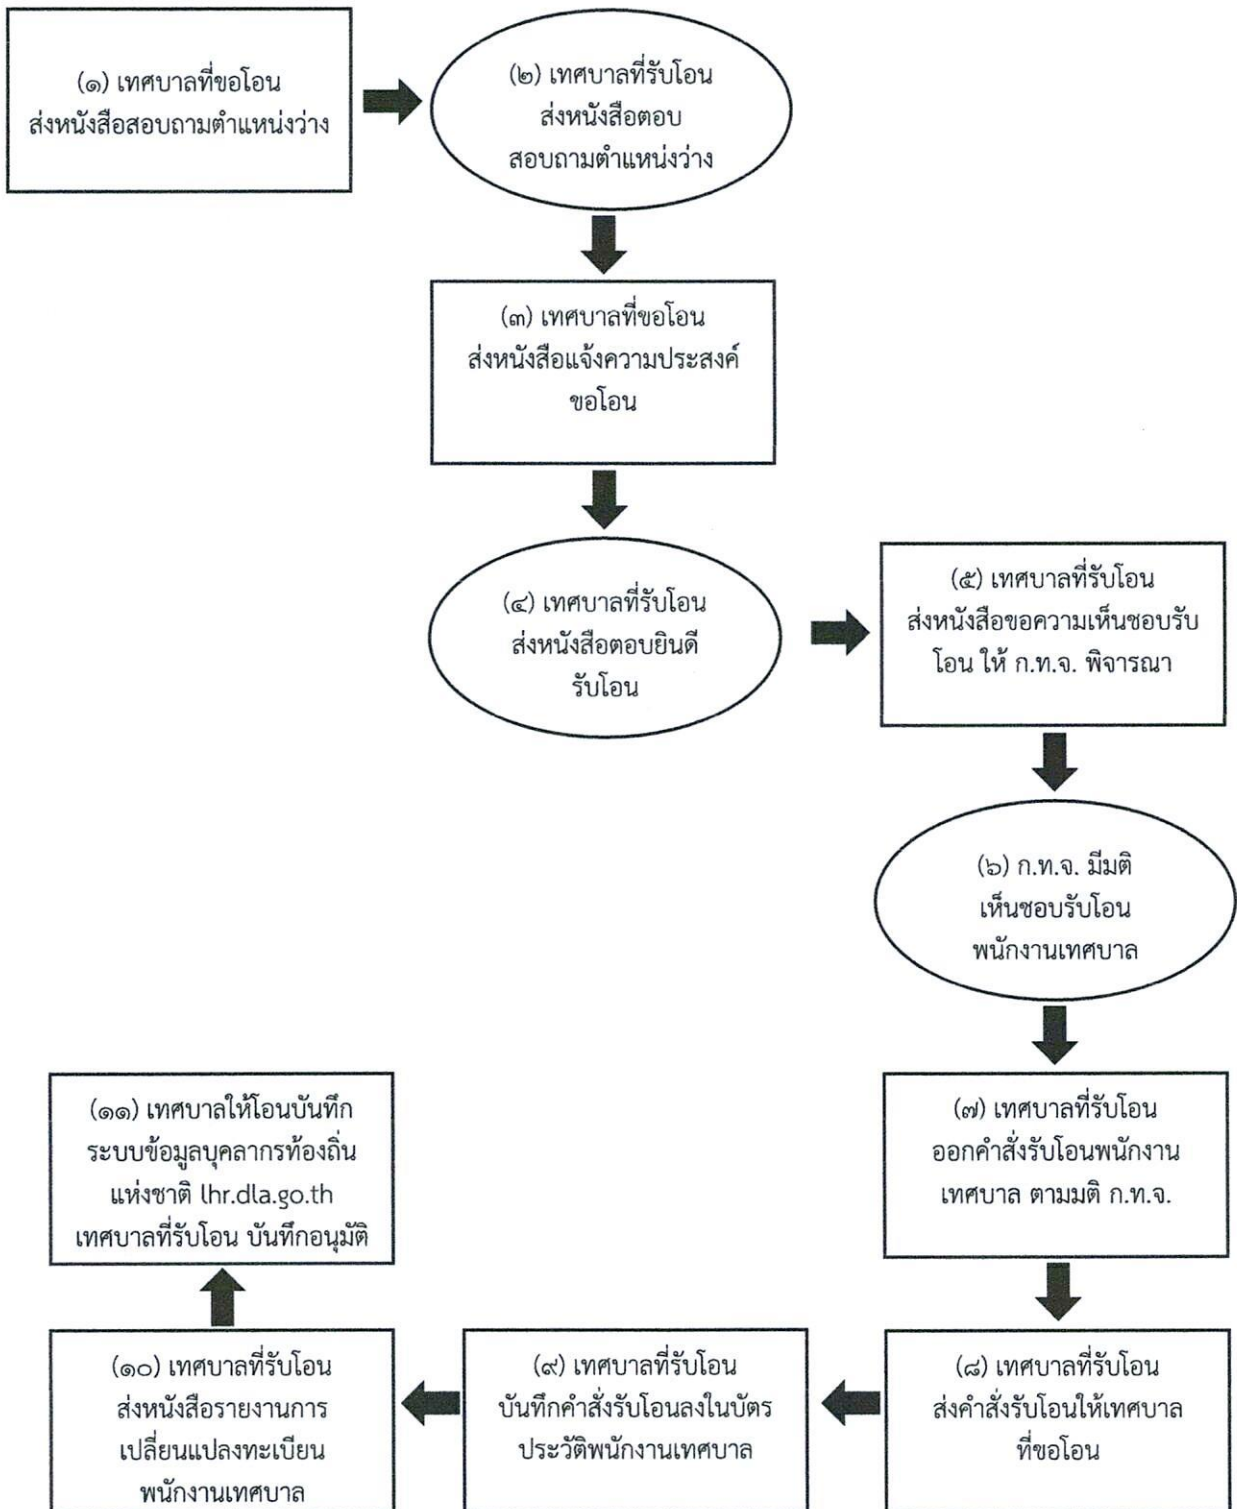 (๑) เทศบาลที่ขอโอน
ส่งหนังสือสอบถามตำแหน่งว่าง
(๒) เทศบาลที่รับโอน
ส่งหนังสือตอบ
สอบถามตำแหน่งว่าง
(๓) เทศบาลที่ขอโอน
ส่งหนังสือแจ้งความประสงค์
ขอโอน
(๔) เทศบาลที่รับโอน
ส่งหนังสือตอบยินดี
รับโอน
(๕) เทศบาลที่รับโอน
ส่งหนังสือขอความเห็นชอบรับ
โอน ให้ ก.ท.จ. พิจารณา
(๖) ก.ท.จ. มีมติ
เห็นชอบรับโอน
พนักงานเทศบาล
(๗) เทศบาลที่รับโอน
ออกคำสั่งรับโอนพนักงาน
เทศบาล ตามมติ ก.ท.จ.
(๘) เทศบาลที่รับโอน
ส่งคำสั่งรับโอนให้เทศบาล
ที่ขอโอน
(๙) เทศบาลที่รับโอน
บันทึกคำสั่งรับโอนลงในบัตร
ประวัติพนักงานเทศบาล
(๑๐) เทศบาลที่รับโอน
ส่งหนังสือรายงานการ
เปลี่ยนแปลงทะเบียน
พนักงานเทศบาล
(๑๑) เทศบาลให้โอนบันทึก
ระบบข้อมูลบุคลากรท้องถิ่น
แห่งชาติ lhr.dla.go.th
เทศบาลที่รับโอน บันทึกอนุมัติ